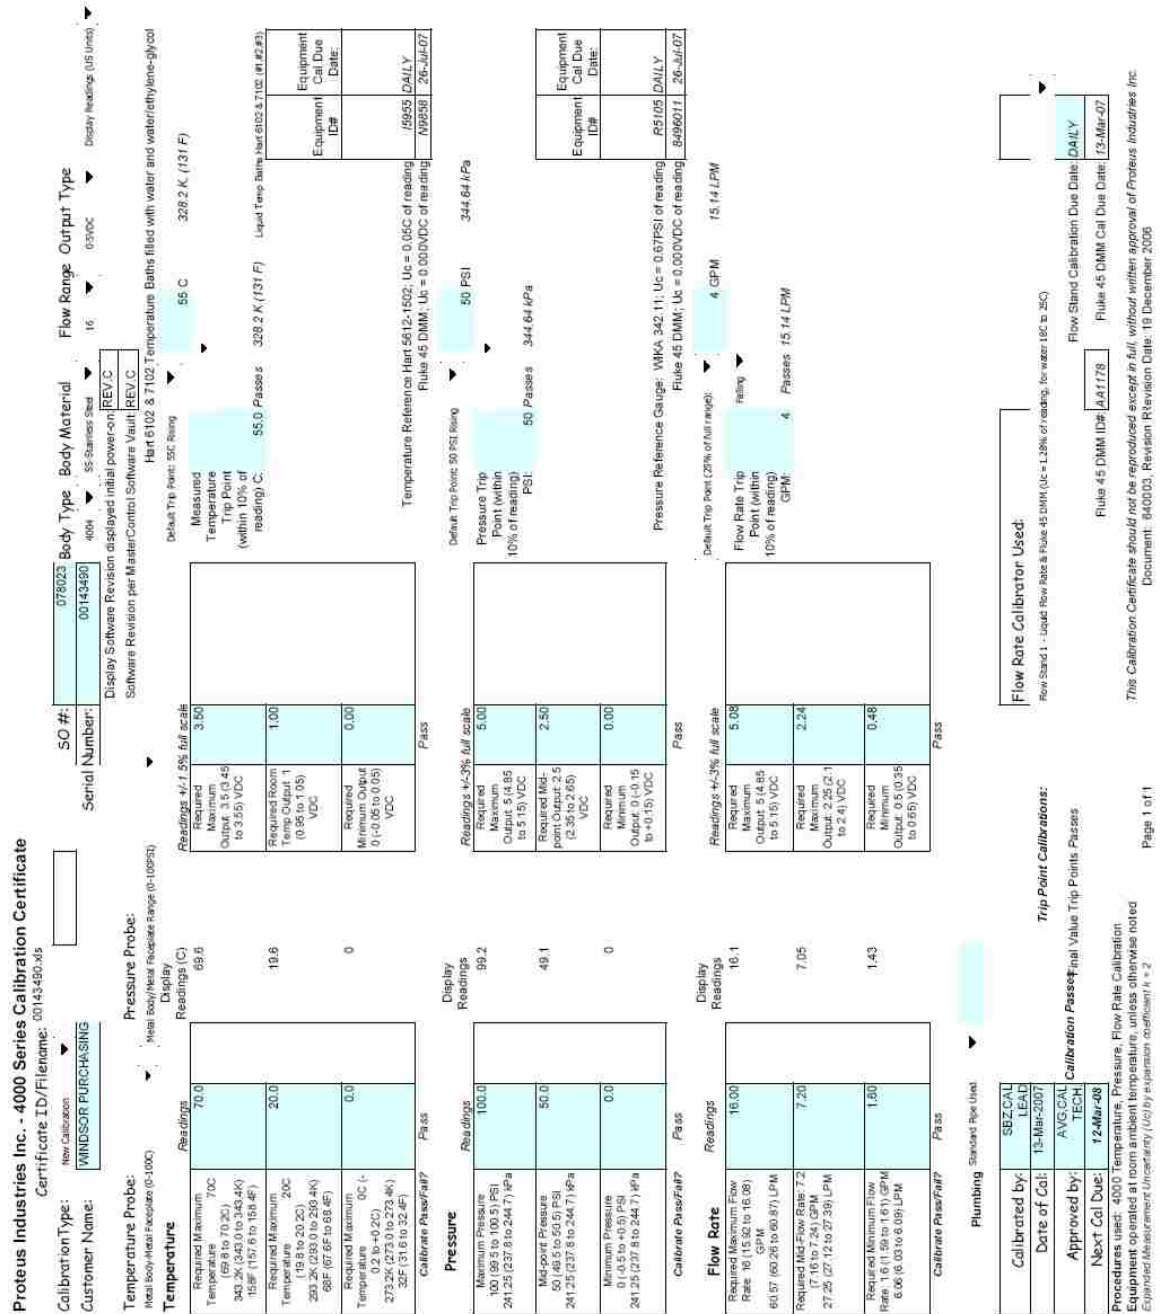 Proteus Industries Inc. - 4000 Series Calibration Certificate
Certificate ID/Filename: 00143490.xls
CalibrationType: New Calibration
Customer Name: WINDSOR PURCHASING
SO #: 078023
Serial Number: 00143490
Body Type Body Material Flow Range Output Type
4004 SS-Stainless Steel 16 0-5VDC Display Readings (US Units)
Display Software Revision displayed initial power-on: REV.C
Software Revision per MasterControl Software Vault: REV.C
Temperature Probe: Pressure Probe:
Metal Body-Metal Faceplate (0-100C) Metal Body/Metal Faceplate Range (0-100PSI)
Hart 6102 & 7102 Temperature Baths filled with water and water/ethylene-glycol
Temperature
Readings
Display Readings (C)
Readings +/-1.5% full scale
Required Maximum Temperature 70C (69.8 to 70.2C) 343.2K (343.0 to 343.4K) 158F (157.6 to 158.4F)
70.0
69.6
Required Maximum Output: 3.5 (3.45 to 3.55) VDC
3.50
Required Maximum Temperature 20C (19.8 to 20.2C) 293.2K (293.0 to 293.4K) 68F (67.6F to 68.4F)
20.0
19.6
Required Room Temp Output: 1 (0.95 to 1.05) VDC
1.00
Required Maximum Temperature 0C (-0.2 to +0.2C) 273.2K (273.0 to 273.4K) 32F (31.6 to 32.4F)
0.0
0
Required Minimum Output 0 (-0.05 to 0.05) VDC
0.00
Calibrate Pass/Fail? Pass Pass
Default Trip Point: 55C Rising
55 C 328.2 K (131 F)
Measured Temperature Trip Point (within 10% of reading) C:
55.0 Passes 328.2 K (131 F)
Liquid Temp Baths Hart 6102 & 7102 (#1,#2,#3)
Equipment ID# Equipment Cal Due Date:
Temperature Reference Hart 5612-1502; Uc = 0.05C of reading I5955 DAILY
Fluke 45 DMM; Uc = 0.000VDC of reading N9858 26-Jul-07
Pressure
Readings
Display Readings
Readings +/-3% full scale
Maximum Pressure 100 (99.5 to 100.5) PSI 241.25 (237.8 to 244.7) kPa
100.0
99.2
Required Maximum Output: 5 (4.85 to 5.15) VDC
5.00
Mid-point Pressure 50 (49.5 to 50.5) PSI 241.25 (237.8 to 244.7) kPa
50.0
49.1
Required Mid-point Output: 2.5 (2.35 to 2.65) VDC
2.50
Minimum Pressure 0 (-0.5 to +0.5) PSI 241.25 (237.8 to 244.7) kPa
0.0
0
Required Minimum Output: 0 (-0.15 to +0.15) VDC
0.00
Calibrate Pass/Fail? Pass Pass
Default Trip Point: 50 PSI Rising
50 PSI 344.64 kPa
Pressure Trip Point (within 10% of reading) PSI:
50 Passes 344.64 kPa
Equipment ID# Equipment Cal Due Date:
Pressure Reference Gauge: WIKA 342.11; Uc = 0.67PSI of reading R5105 DAILY
Fluke 45 DMM; Uc = 0.000VDC of reading 8496011 26-Jul-07
Flow Rate
Readings
Display Readings
Readings +/-3% full scale
Required Maximum Flow Rate: 16 (15.92 to 16.08) GPM 60.57 (60.26 to 60.87) LPM
16.00
16.1
Required Maximum Output: 5 (4.85 to 5.15) VDC
5.08
Required Mid-Flow Rate: 7.2 (7.16 to 7.24) GPM 27.25 (27.12 to 27.39) LPM
7.20
7.05
Required Maximum Output: 2.25 (2.1 to 2.4) VDC
2.24
Required Minimum Flow Rate: 1.6 (1.59 to 1.61) GPM 6.06 (6.03 to 6.09) LPM
1.60
1.43
Required Minimum Output: 0.5 (0.35 to 0.65) VDC
0.48
Calibrate Pass/Fail? Pass Pass
Default Trip Point (25% of full range):
4 GPM 15.14 LPM
Flow Rate Trip Point (within 10% of reading) GPM: Falling
4 Passes 15.14 LPM
Plumbing Standard Pipe Used
Flow Rate Calibrator Used:
Flow Stand 1 - Liquid Flow Rate & Fluke 45 DMM (Uc = 1.28% of reading, for water 18C to 25C)
Calibrated by: SBZ,CAL LEAD
Date of Cal: 13-Mar-2007
Approved by: AVG,CAL TECH
Next Cal Due: 12-Mar-08
Trip Point Calibrations:
Calibration Passes Final Value Trip Points Passes
Flow Stand Calibration Due Date: DAILY
Fluke 45 DMM ID#: AA1178 Fluke 45 DMM Cal Due Date: 13-Mar-07
Procedures used: 4000 Temperature, Pressure, Flow Rate Calibration
Equipment operated at room ambient temperature, unless otherwise noted
Expanded Measurement Uncertainty (Uc) by expansion coefficient k = 2
Page 1 of 1
This Calibration Certificate should not be reproduced except in full, without written approval of Proteus Industries Inc.
Document: 840003, Revision RRevision Date: 19 December 2006